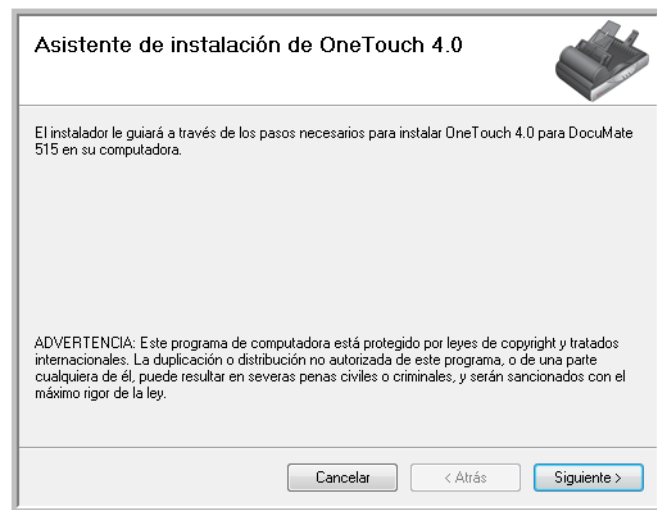 Asistente de instalación de OneTouch 4.0
El instalador le guiará a través de los pasos necesarios para instalar OneTouch 4.0 para DocuMate
515 en su computadora.
ADVERTENCIA: Este programa de computadora está protegido por leyes de copyright y tratados
internacionales. La duplicación o distribución no autorizada de este programa, o de una parte
cualquiera de él, puede resultar en severas penas civiles o criminales, y serán sancionados con el
máximo rigor de la ley.
Cancelar < Atrás Siguiente >